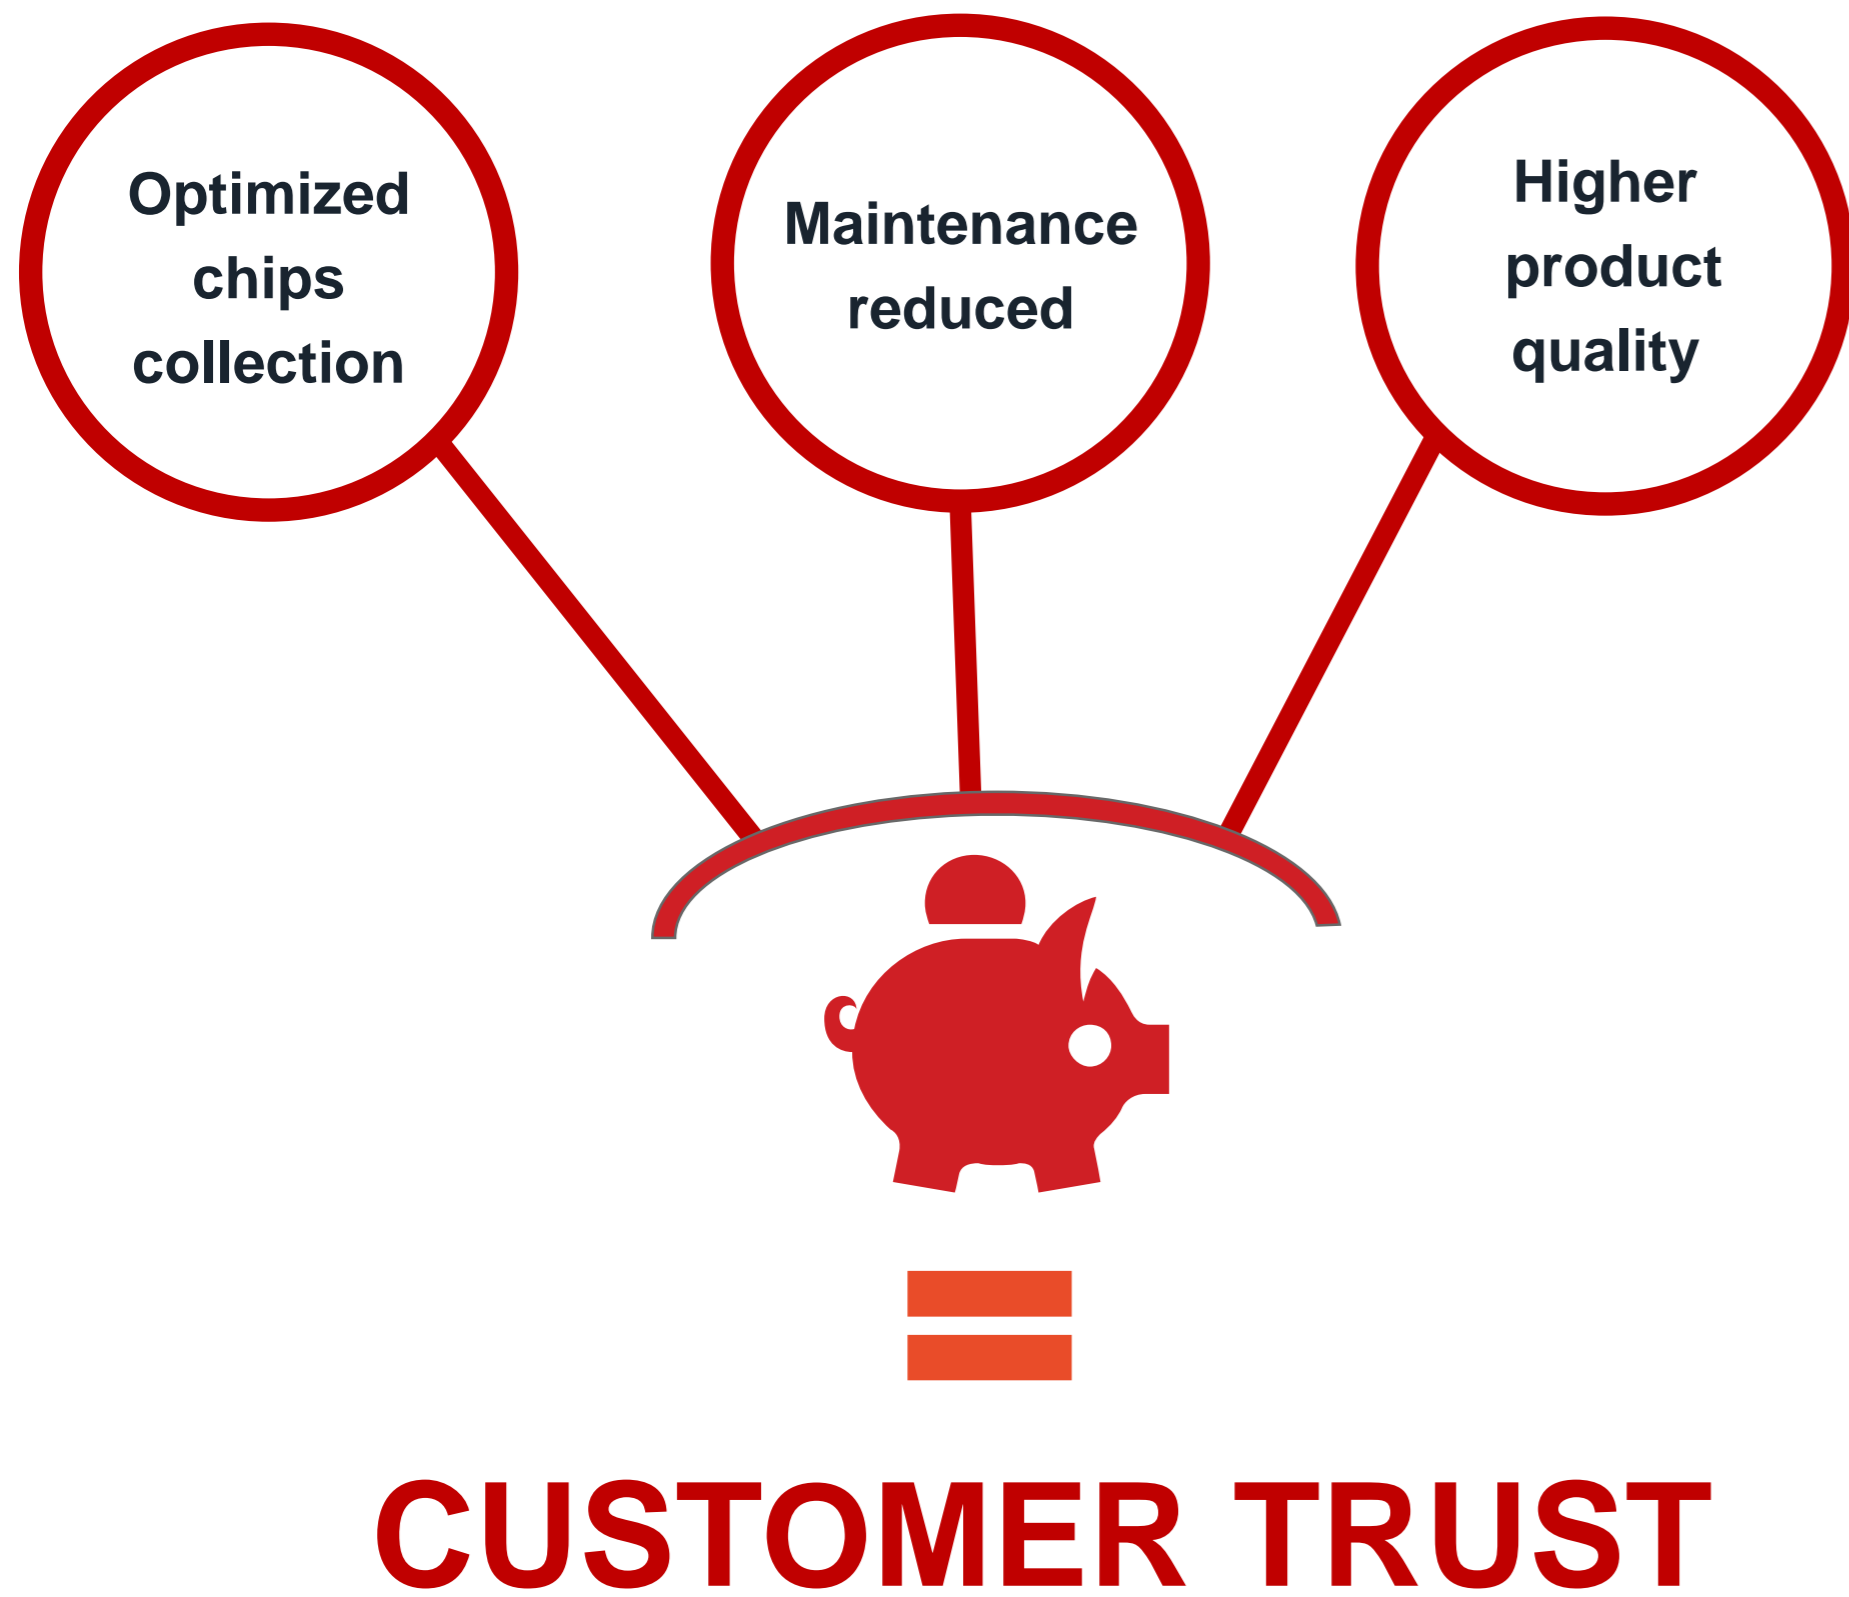 Optimized
chips
collection
Maintenance
reduced
Higher
product
quality
CUSTOMER TRUST